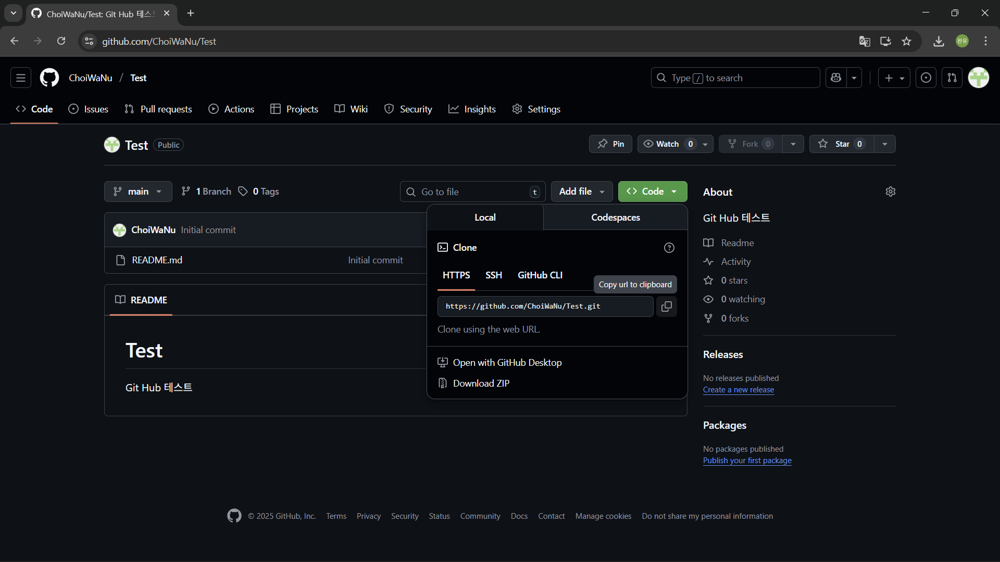 ChoiWaNu/Test: Git Hub 테스트
github.com/ChoiWaNu/Test
완유
ChoiWaNu / Test
Type / to search
Code
Issues
Pull requests
Actions
Projects
Wiki
Security
Insights
Settings
Test Public
Pin
Watch 0
Fork 0
Star 0
main
1 Branch
0 Tags
Go to file t
Add file
Code
ChoiWaNu Initial commit
README.md Initial commit
README
Test
Git Hub 테스트
Local
Codespaces
Clone
HTTPS
SSH
GitHub CLI
Copy url to clipboard
https://github.com/ChoiWaNu/Test.git
Clone using the web URL.
Open with GitHub Desktop
Download ZIP
About
Git Hub 테스트
Readme
Activity
0 stars
0 watching
0 forks
Releases
No releases published
Create a new release
Packages
No packages published
Publish your first package
© 2025 GitHub, Inc. Terms Privacy Security Status Community Docs Contact Manage cookies Do not share my personal information